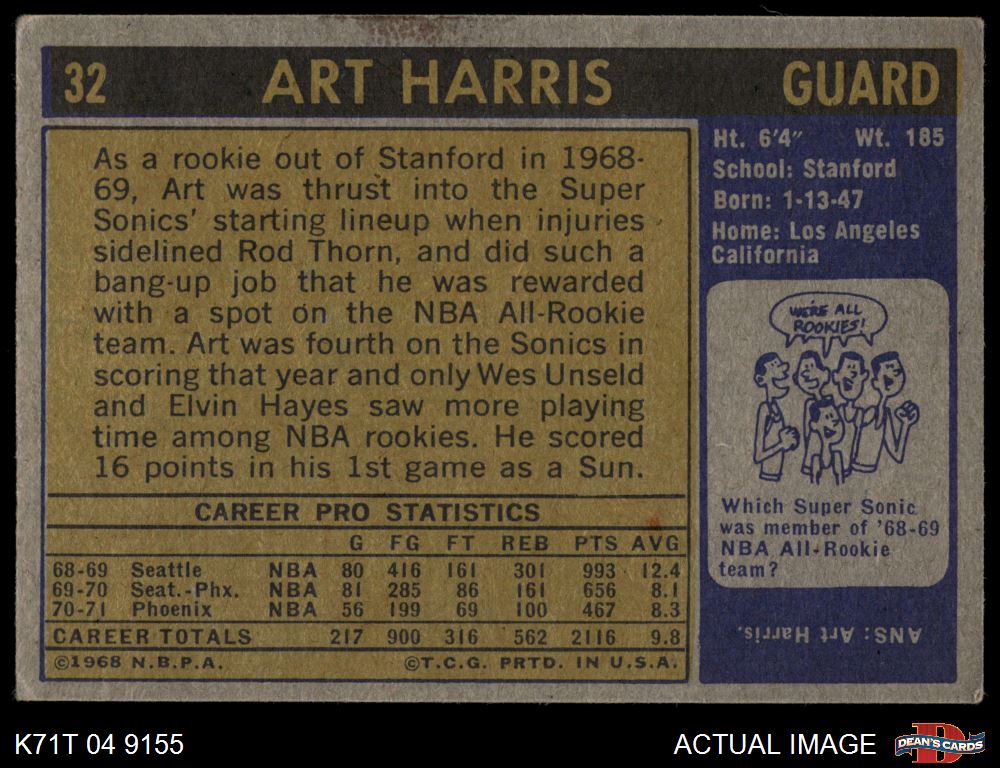 32 ART HARRIS GUARD
As a rookie out of Stanford in 1968-
69, Art was thrust into the Super
Sonics' starting lineup when injuries
sidelined Rod Thorn, and did such a
bang-up job that he was rewarded
with a spot on the NBA All-Rookie
team. Art was fourth on the Sonics in
scoring that year and only Wes Unseld
and Elvin Hayes saw more playing
time among NBA rookies. He scored
16 points in his 1st game as a Sun.
CAREER PRO STATISTICS
G FG FT REB PTS AVG
68-69 Seattle NBA 80 416 161 301 993 12.4
69-70 Seat.-Phx. NBA 81 285 86 161 656 8.1
70-71 Phoenix NBA 56 199 69 100 467 8.3
CAREER TOTALS 217 900 316 562 2116 9.8
©1968 N.B.P.A. ©T.C.G. PRTD. IN U.S.A.
Ht. 6'4" Wt. 185
School: Stanford
Born: 1-13-47
Home: Los Angeles
California
WE'RE ALL
ROOKIES!
Which Super Sonic
was member of '68-69
NBA All-Rookie
team?
ANS: Art Harris.
K71T 04 9155
ACTUAL IMAGE
D
DEAN'S CARDS